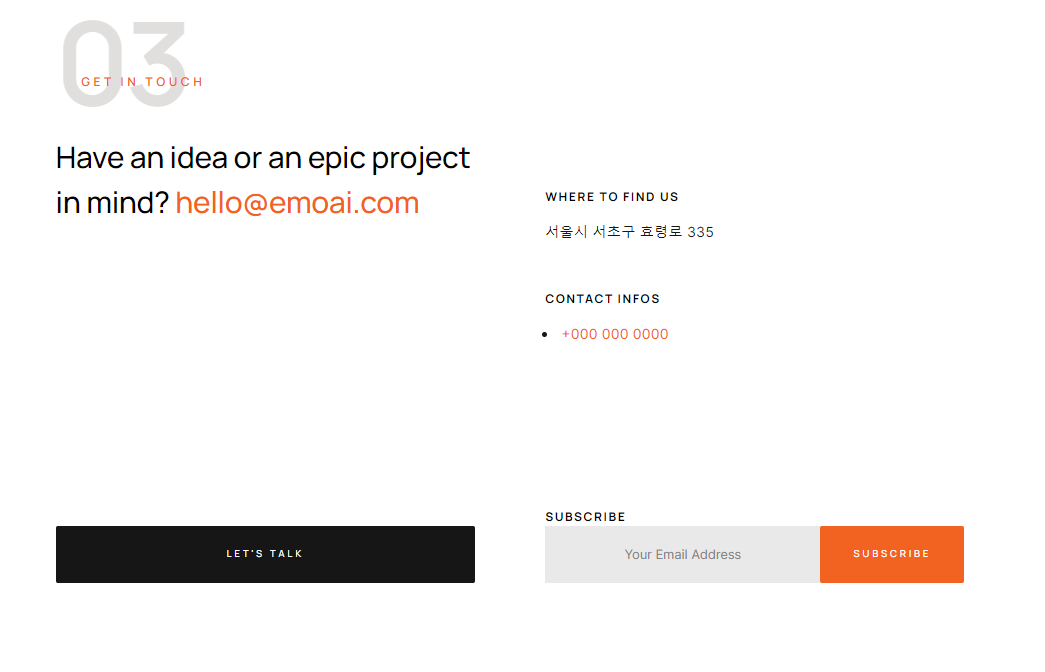 03
GET IN TOUCH
Have an idea or an epic project
in mind? hello@emoai.com
WHERE TO FIND US
서울시 서초구 효령로 335
CONTACT INFOS
+000 000 0000
LET'S TALK
SUBSCRIBE
Your Email Address
SUBSCRIBE